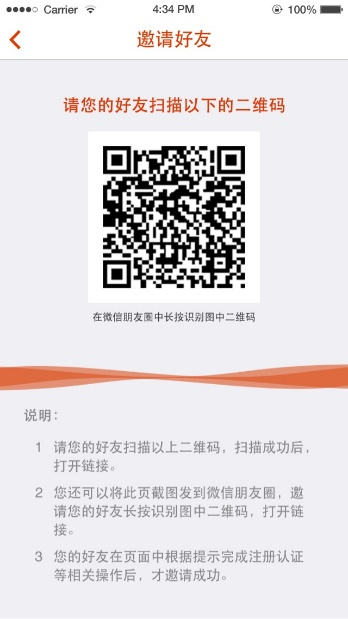 Carrier 4:34 PM 100%
邀请好友
请您的好友扫描以下的二维码
在微信朋友圈中长按识别图中二维码
说明：
1 请您的好友扫描以上二维码，扫描成功后，
打开链接。
2 您还可以将此页截图发到微信朋友圈，邀
请您的好友长按识别图中二维码，打开链
接。
3 您的好友在页面中根据提示完成注册认证
等相关操作后，才邀请成功。